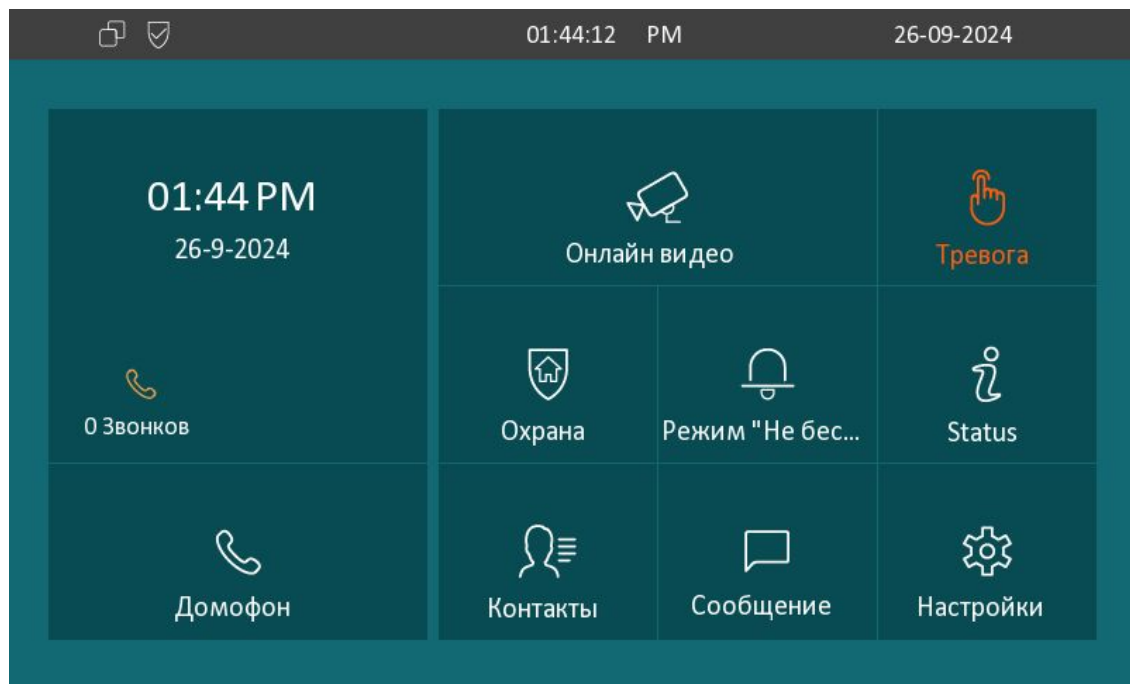 01:44:12 PM 26-09-2024
01:44 PM
26-9-2024
0 Звонков
Домофон
Онлайн видео
Тревога
Охрана
Режим "Не бес...
Status
Контакты
Сообщение
Настройки